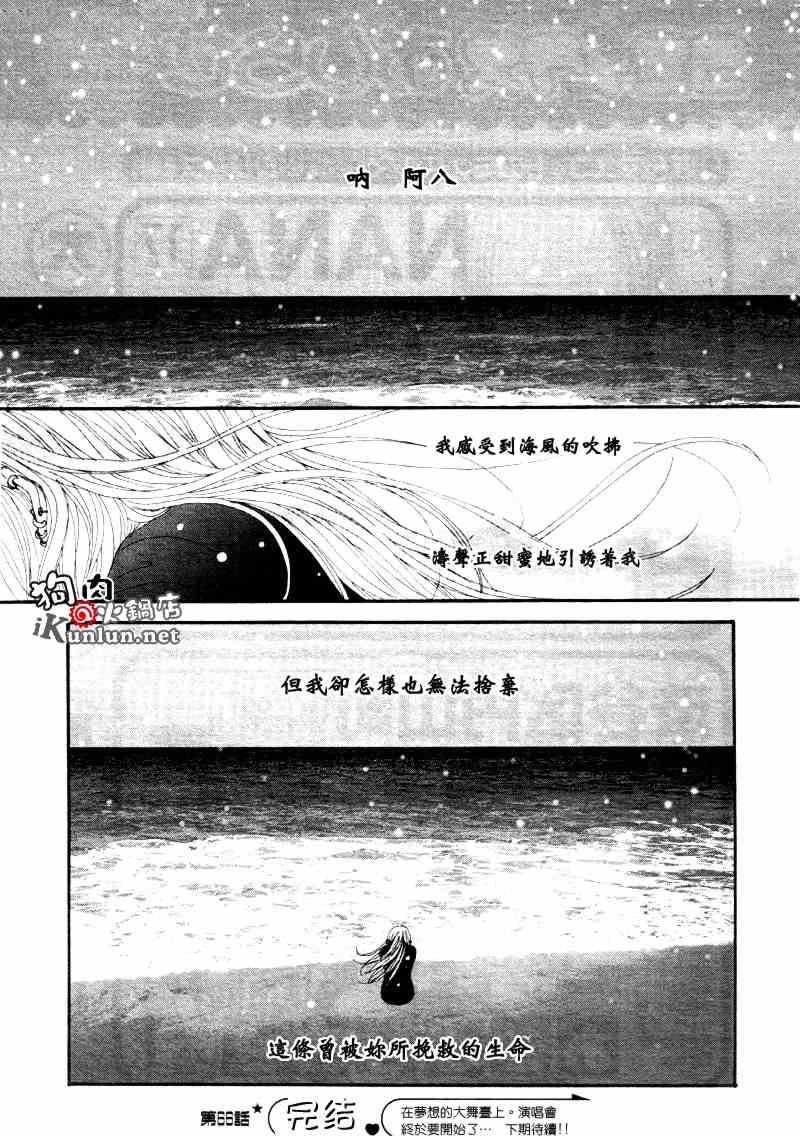 吶 阿八
我感受到海風的吹拂
濤聲正甜蜜地引誘著我
狗肉
火鍋店
iKunlun.net
但我卻怎樣也無法捨棄
這條曾被妳所挽救的生命
第66話★
完结
在夢想的大舞臺上。演唱會
終於要開始了… 下期待續!!